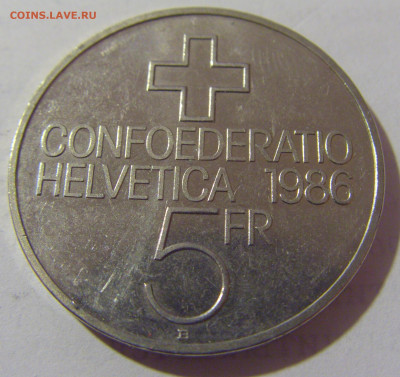 COINS.LAVE.RU
CONFOEDERATIO
HELVETICA 1986
5 FR